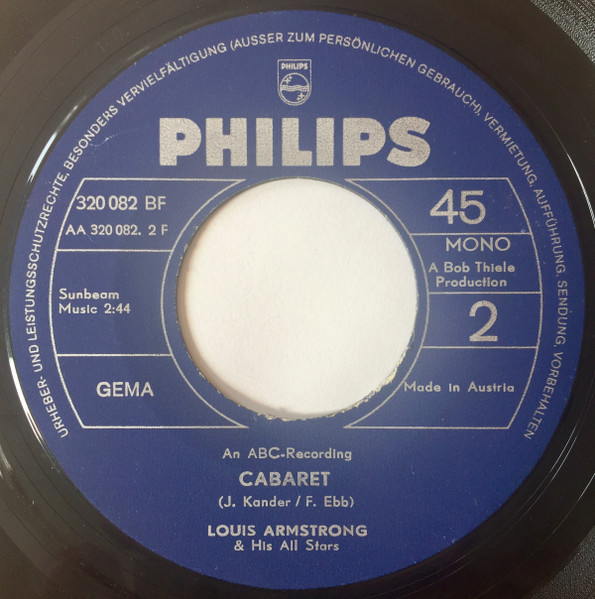 URHEBER- UND LEISTUNGSSCHUTZRECHTE, BESONDERS VERVIELFÄLTIGUNG (AUSSER ZUM PERSÖNLICHEN GEBRAUCH), VERMIETUNG, AUFFÜHRUNG, SENDUNG, VORBEHALTEN
PHILIPS
PHILIPS
320 082 BF
AA 320 082. 2 F
Sunbeam
Music 2:44
GEMA
45
MONO
A Bob Thiele
Production
2
Made in Austria
An ABC-Recording
CABARET
(J. Kander / F. Ebb)
LOUIS ARMSTRONG
& His All Stars